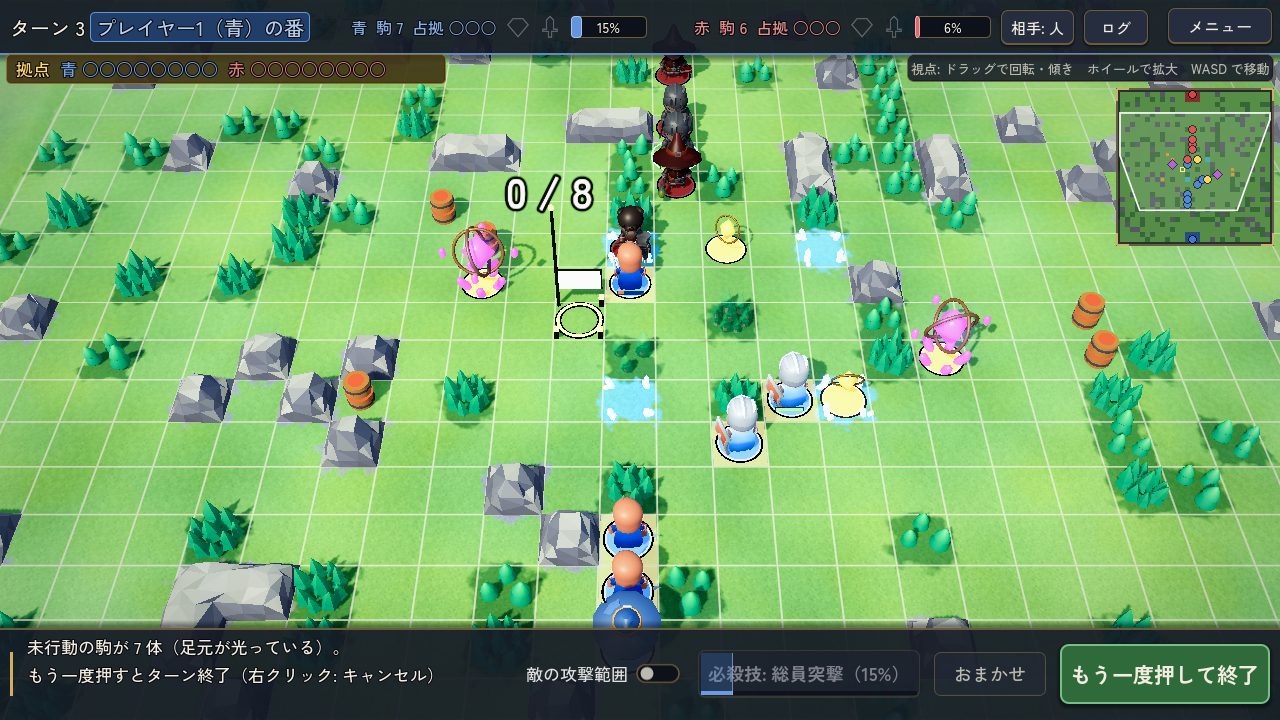 ターン 3 プレイヤー1（青）の番 青 駒 7 占拠 〇〇〇 15% 赤 駒 6 占拠 〇〇〇 6% 相手: 人 ログ メニュー
拠点 青 〇〇〇〇〇〇〇〇 赤 〇〇〇〇〇〇〇〇
視点: ドラッグで回転・傾き ホイールで拡大 WASD で移動
0 / 8
未行動の駒が 7 体（足元が光っている）。
もう一度押すとターン終了（右クリック: キャンセル）
敵の攻撃範囲
必殺技: 総員突撃（15%）
おまかせ
もう一度押して終了